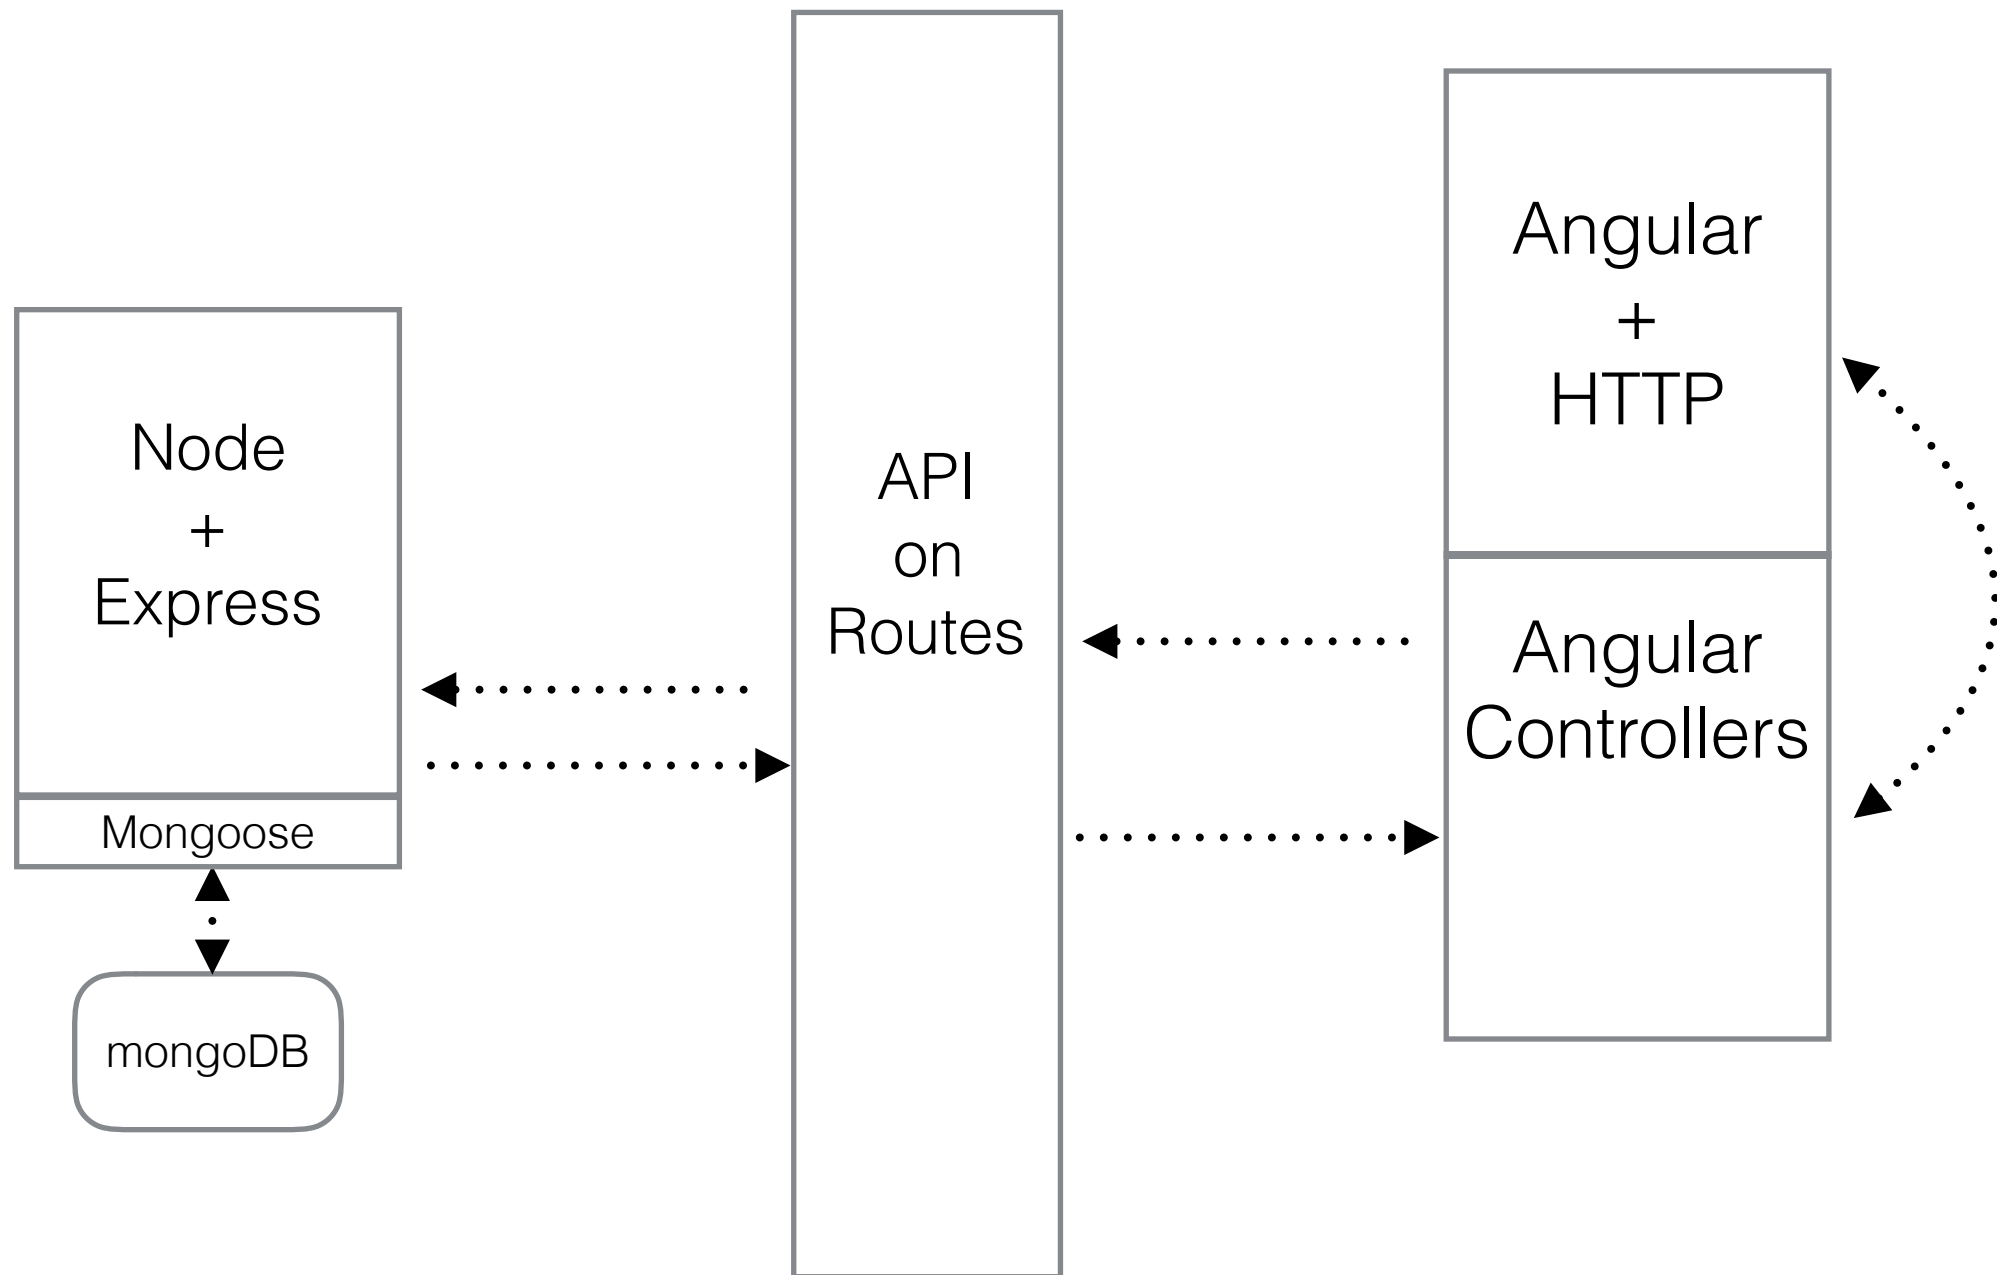 Node
+
Express
Mongoose
mongoDB
API
on
Routes
Angular
+
HTTP
Angular
Controllers